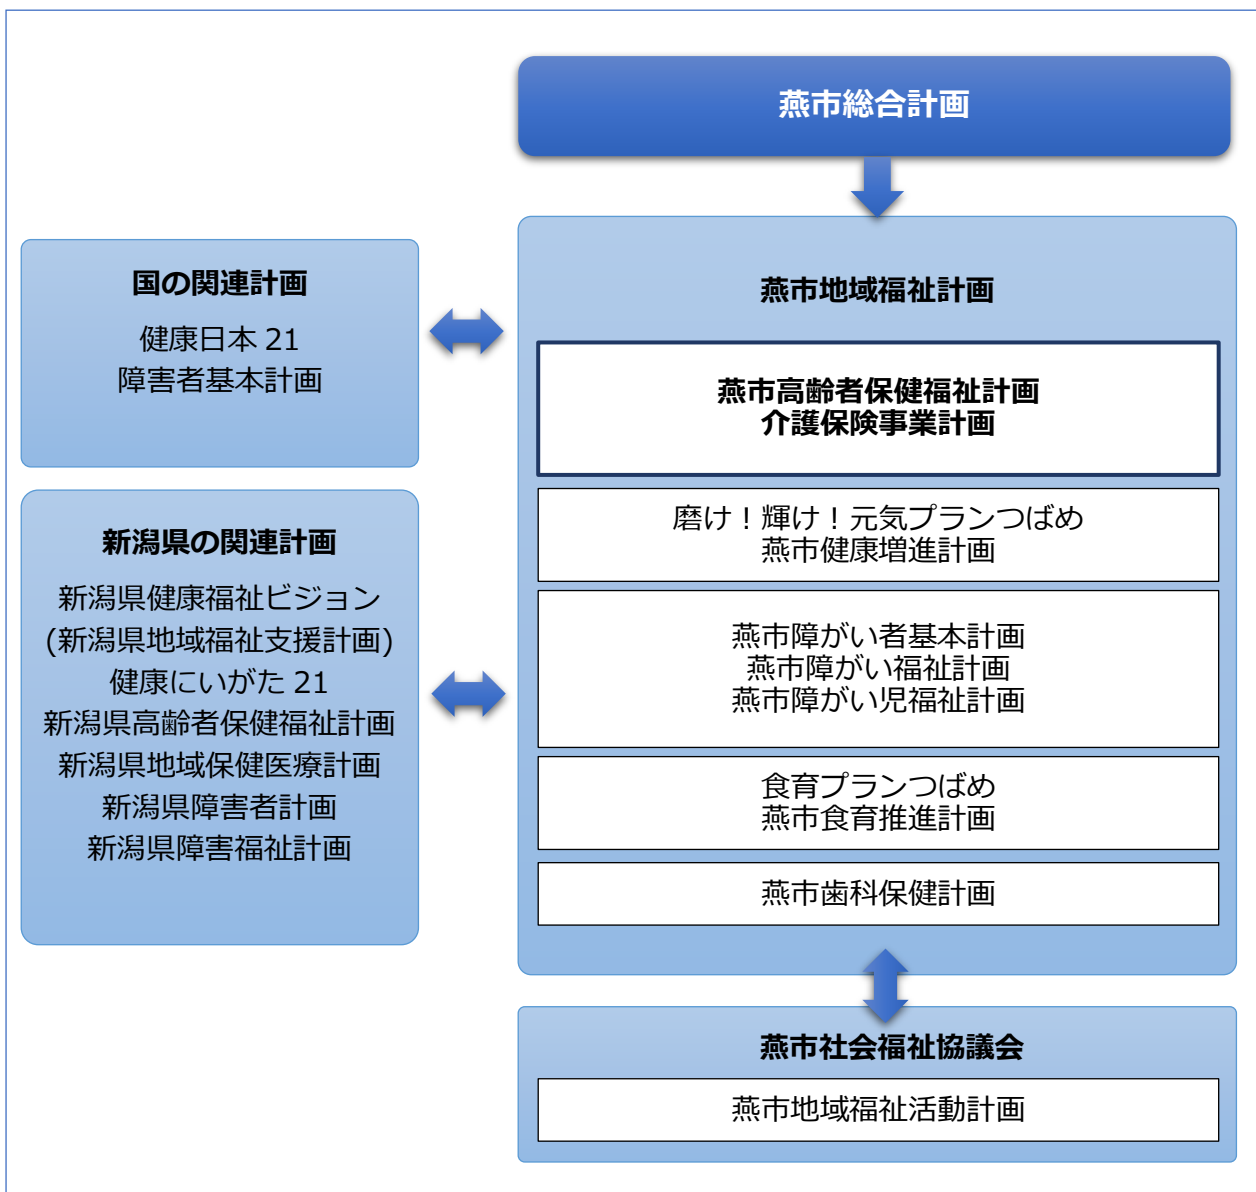 燕市総合計画
国の関連計画
健康日本 21
障害者基本計画
新潟県の関連計画
新潟県健康福祉ビジョン
(新潟県地域福祉支援計画)
健康にいがた 21
新潟県高齢者保健福祉計画
新潟県地域保健医療計画
新潟県障害者計画
新潟県障害福祉計画
燕市地域福祉計画
燕市高齢者保健福祉計画
介護保険事業計画
磨け！輝け！元気プランつばめ
燕市健康増進計画
燕市障がい者基本計画
燕市障がい福祉計画
燕市障がい児福祉計画
食育プランつばめ
燕市食育推進計画
燕市歯科保健計画
燕市社会福祉協議会
燕市地域福祉活動計画